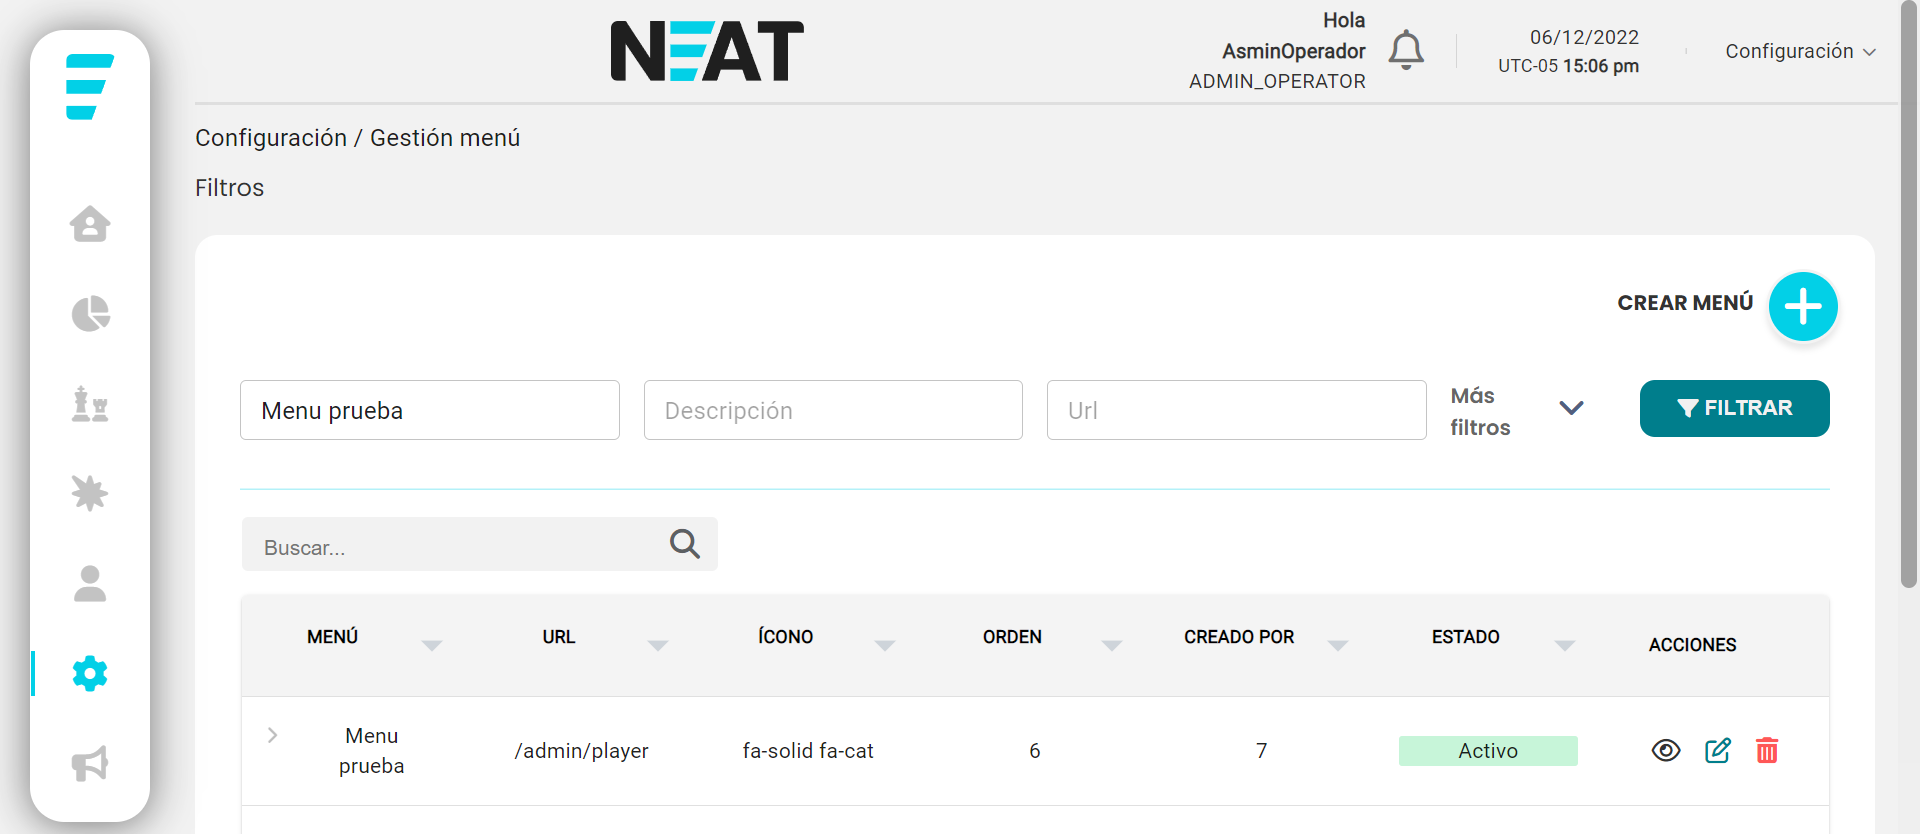 NEAT
Hola
AsminOperador
ADMIN_OPERATOR
06/12/2022
UTC-05 15:06 pm
Configuración
Configuración / Gestión menú
Filtros
CREAR MENÚ
Menu prueba
Descripción
Url
Más
filtros
FILTRAR
Buscar...
MENÚ
URL
ÍCONO
ORDEN
CREADO POR
ESTADO
ACCIONES
Menu
prueba
/admin/player
fa-solid fa-cat
6
7
Activo